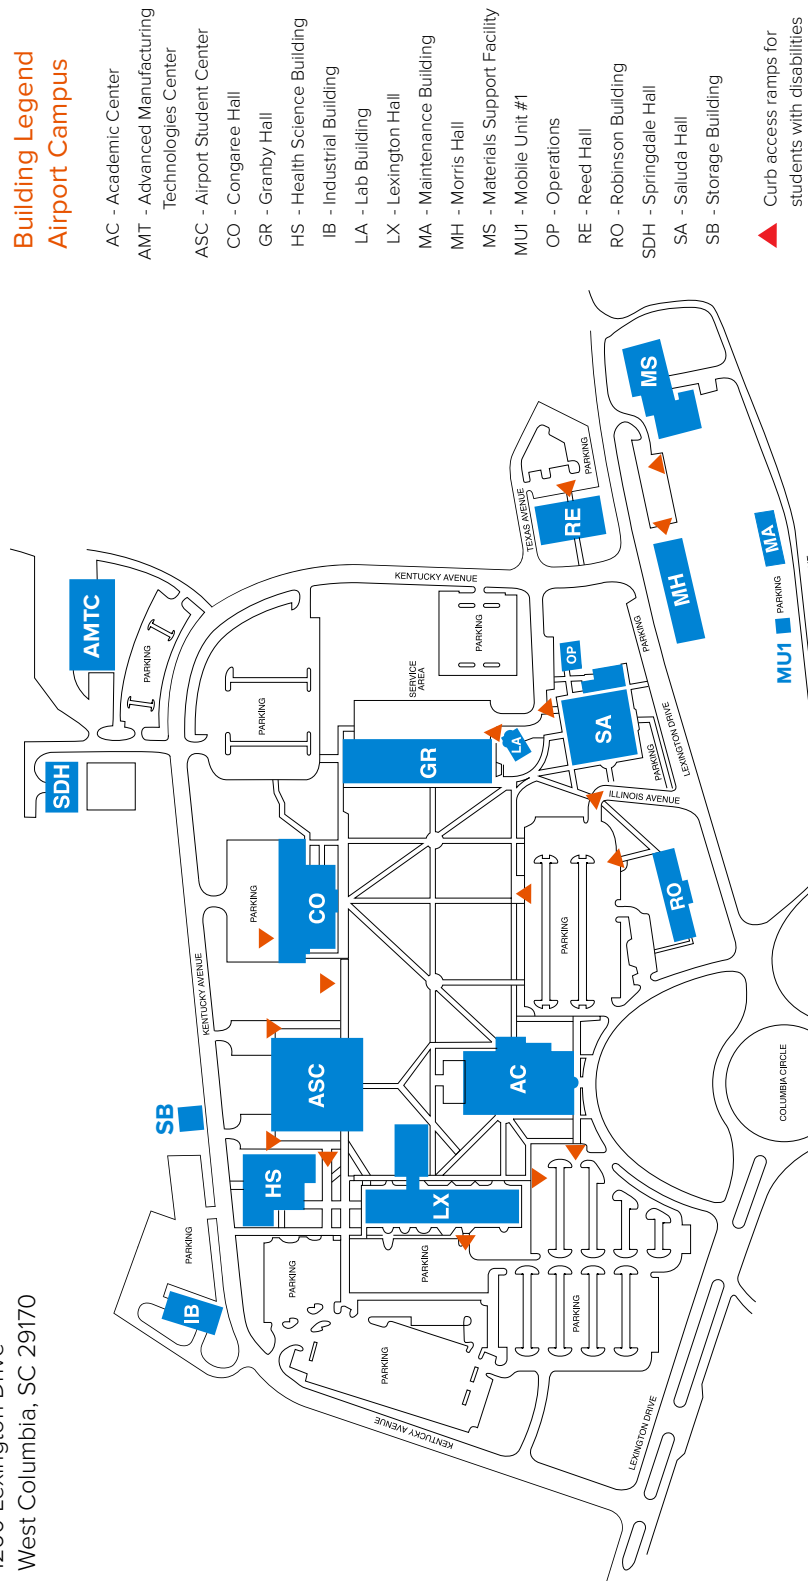 Building Legend
Airport Campus
AC - Academic Center
AMT - Advanced Manufacturing
Technologies Center
ASC - Airport Student Center
CO - Congaree Hall
GR - Granby Hall
HS - Health Science Building
IB - Industrial Building
LA - Lab Building
LX - Lexington Hall
MA - Maintenance Building
MH - Morris Hall
MS - Materials Support Facility
MU1 - Mobile Unit #1
OP - Operations
RE - Reed Hall
RO - Robinson Building
SDH - Springdale Hall
SA - Saluda Hall
SB - Storage Building
Curb access ramps for
students with disabilities
West Columbia, SC 29170
IB
PARKING
SB
KENTUCKY AVENUE
SDH
AMTC
PARKING
HS
ASC
PARKING
CO
PARKING
PARKING
PARKING
KENTUCKY AVENUE
PARKING
LX
GR
SERVICE
AREA
KENTUCKY AVENUE
PARKING
AC
LA
OP
TEXAS AVENUE
RE
PARKING
PARKING
PARKING
SA
PARKING
PARKING
ILLINOIS AVENUE
LEXINGTON DRIVE
RO
MH
MS
LEXINGTON DRIVE
COLUMBIA CIRCLE
MU1
PARKING
MA